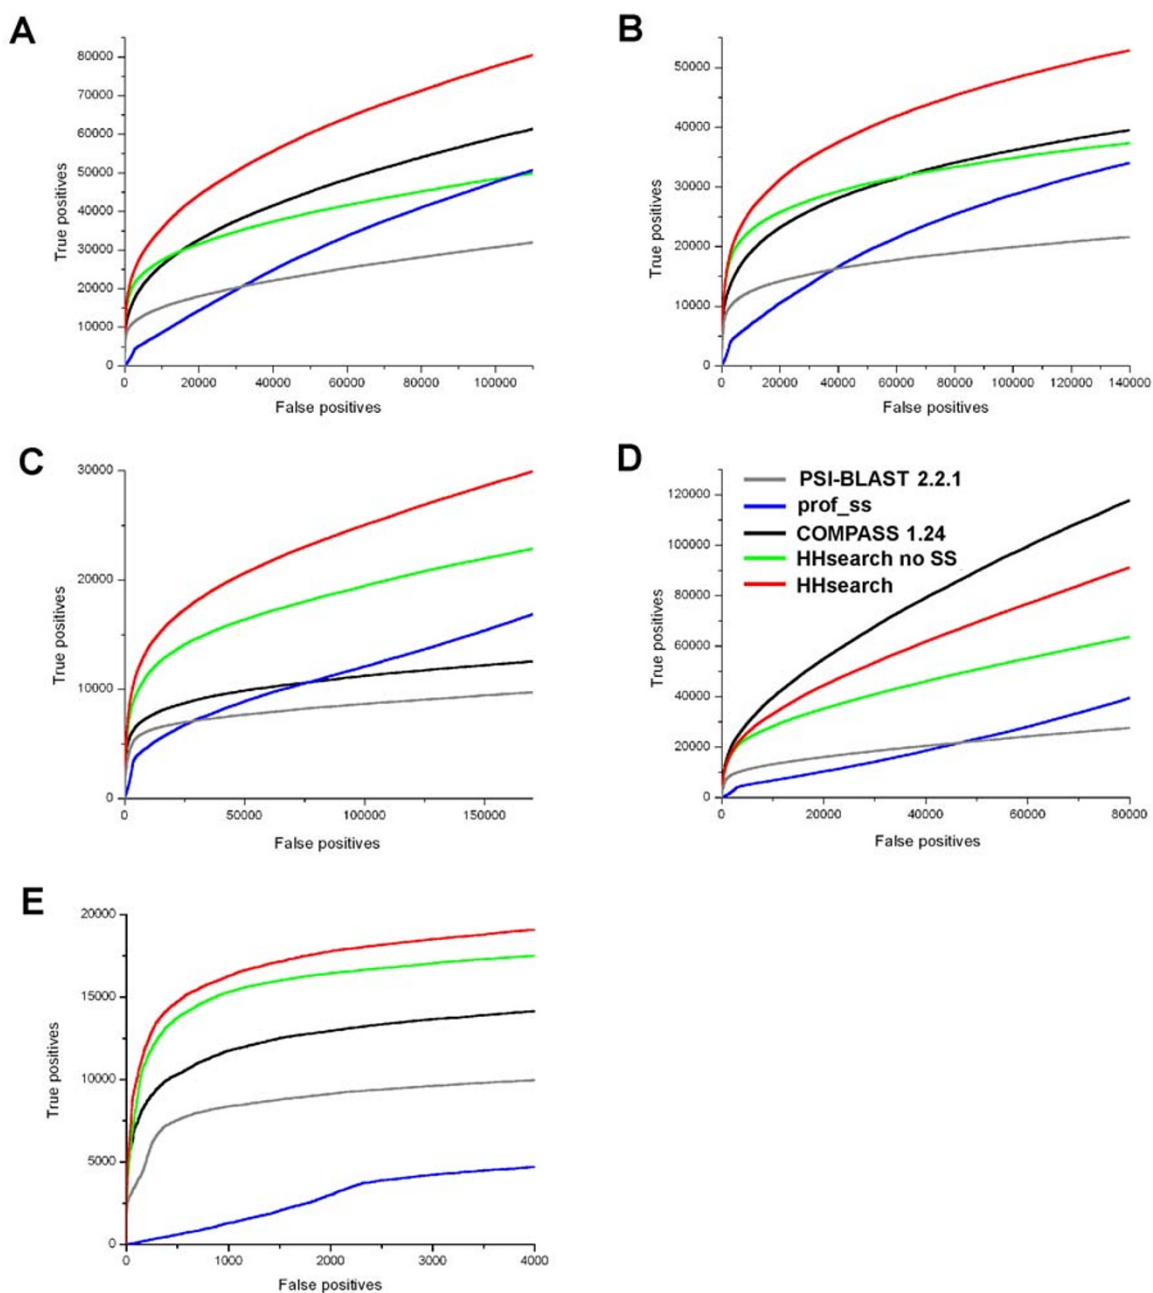 A
80000
70000
60000
50000
40000
30000
20000
10000
0
True positives
0 20000 40000 60000 80000 100000
False positives
B
50000
40000
30000
20000
10000
0
True positives
0 20000 40000 60000 80000 100000 120000 140000
False positives
C
30000
20000
10000
0
True positives
0 50000 100000 150000
False positives
D
120000
100000
80000
60000
40000
20000
0
True positives
PSI-BLAST 2.2.1
prof_ss
COMPASS 1.24
HHsearch no SS
HHsearch
0 20000 40000 60000 80000
False positives
E
20000
15000
10000
5000
0
True positives
0 1000 2000 3000 4000
False positives